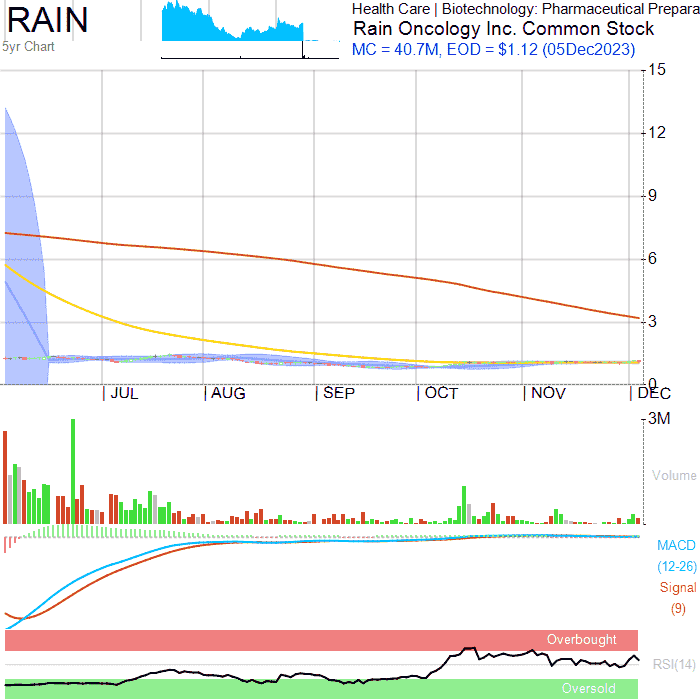 RAIN
5yr Chart
Health Care | Biotechnology: Pharmaceutical Prepara
Rain Oncology Inc. Common Stock
MC = 40.7M, EOD = $1.12 (05Dec2023)
15
12
9
6
3
0
JUL AUG SEP OCT NOV DEC
3M
Volume
MACD
(12-26)
Signal
(9)
Overbought
RSI(14)
Oversold